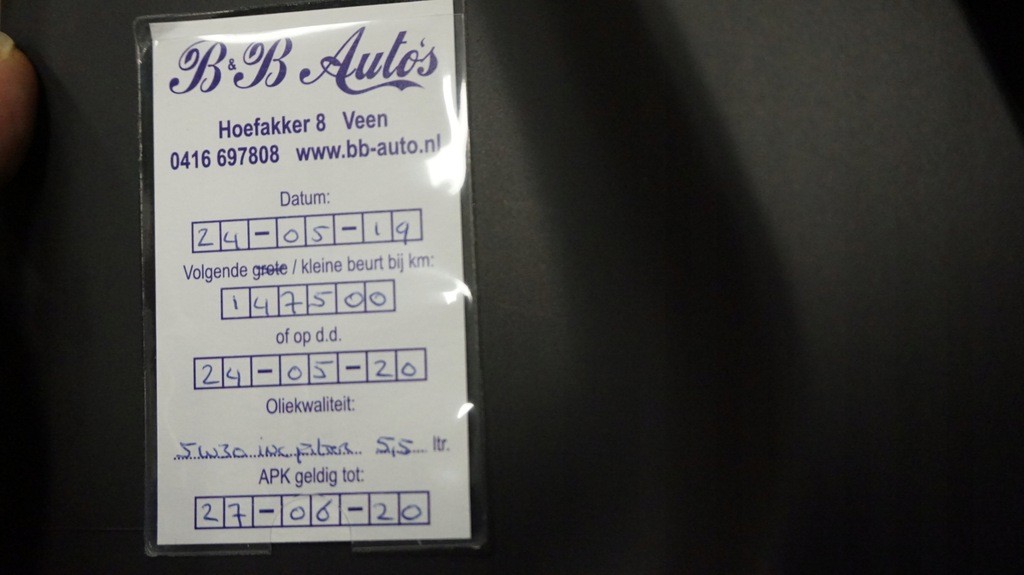 B&B Auto's
Hoefakker 8 Veen
0416 697808 www.bb-auto.nl
Datum:
24-05-19
Volgende grote / kleine beurt bij km:
147500
of op d.d.
24-05-20
Oliekwaliteit:
5W30 inc filter 5,5 ltr.
APK geldig tot:
27-06-20